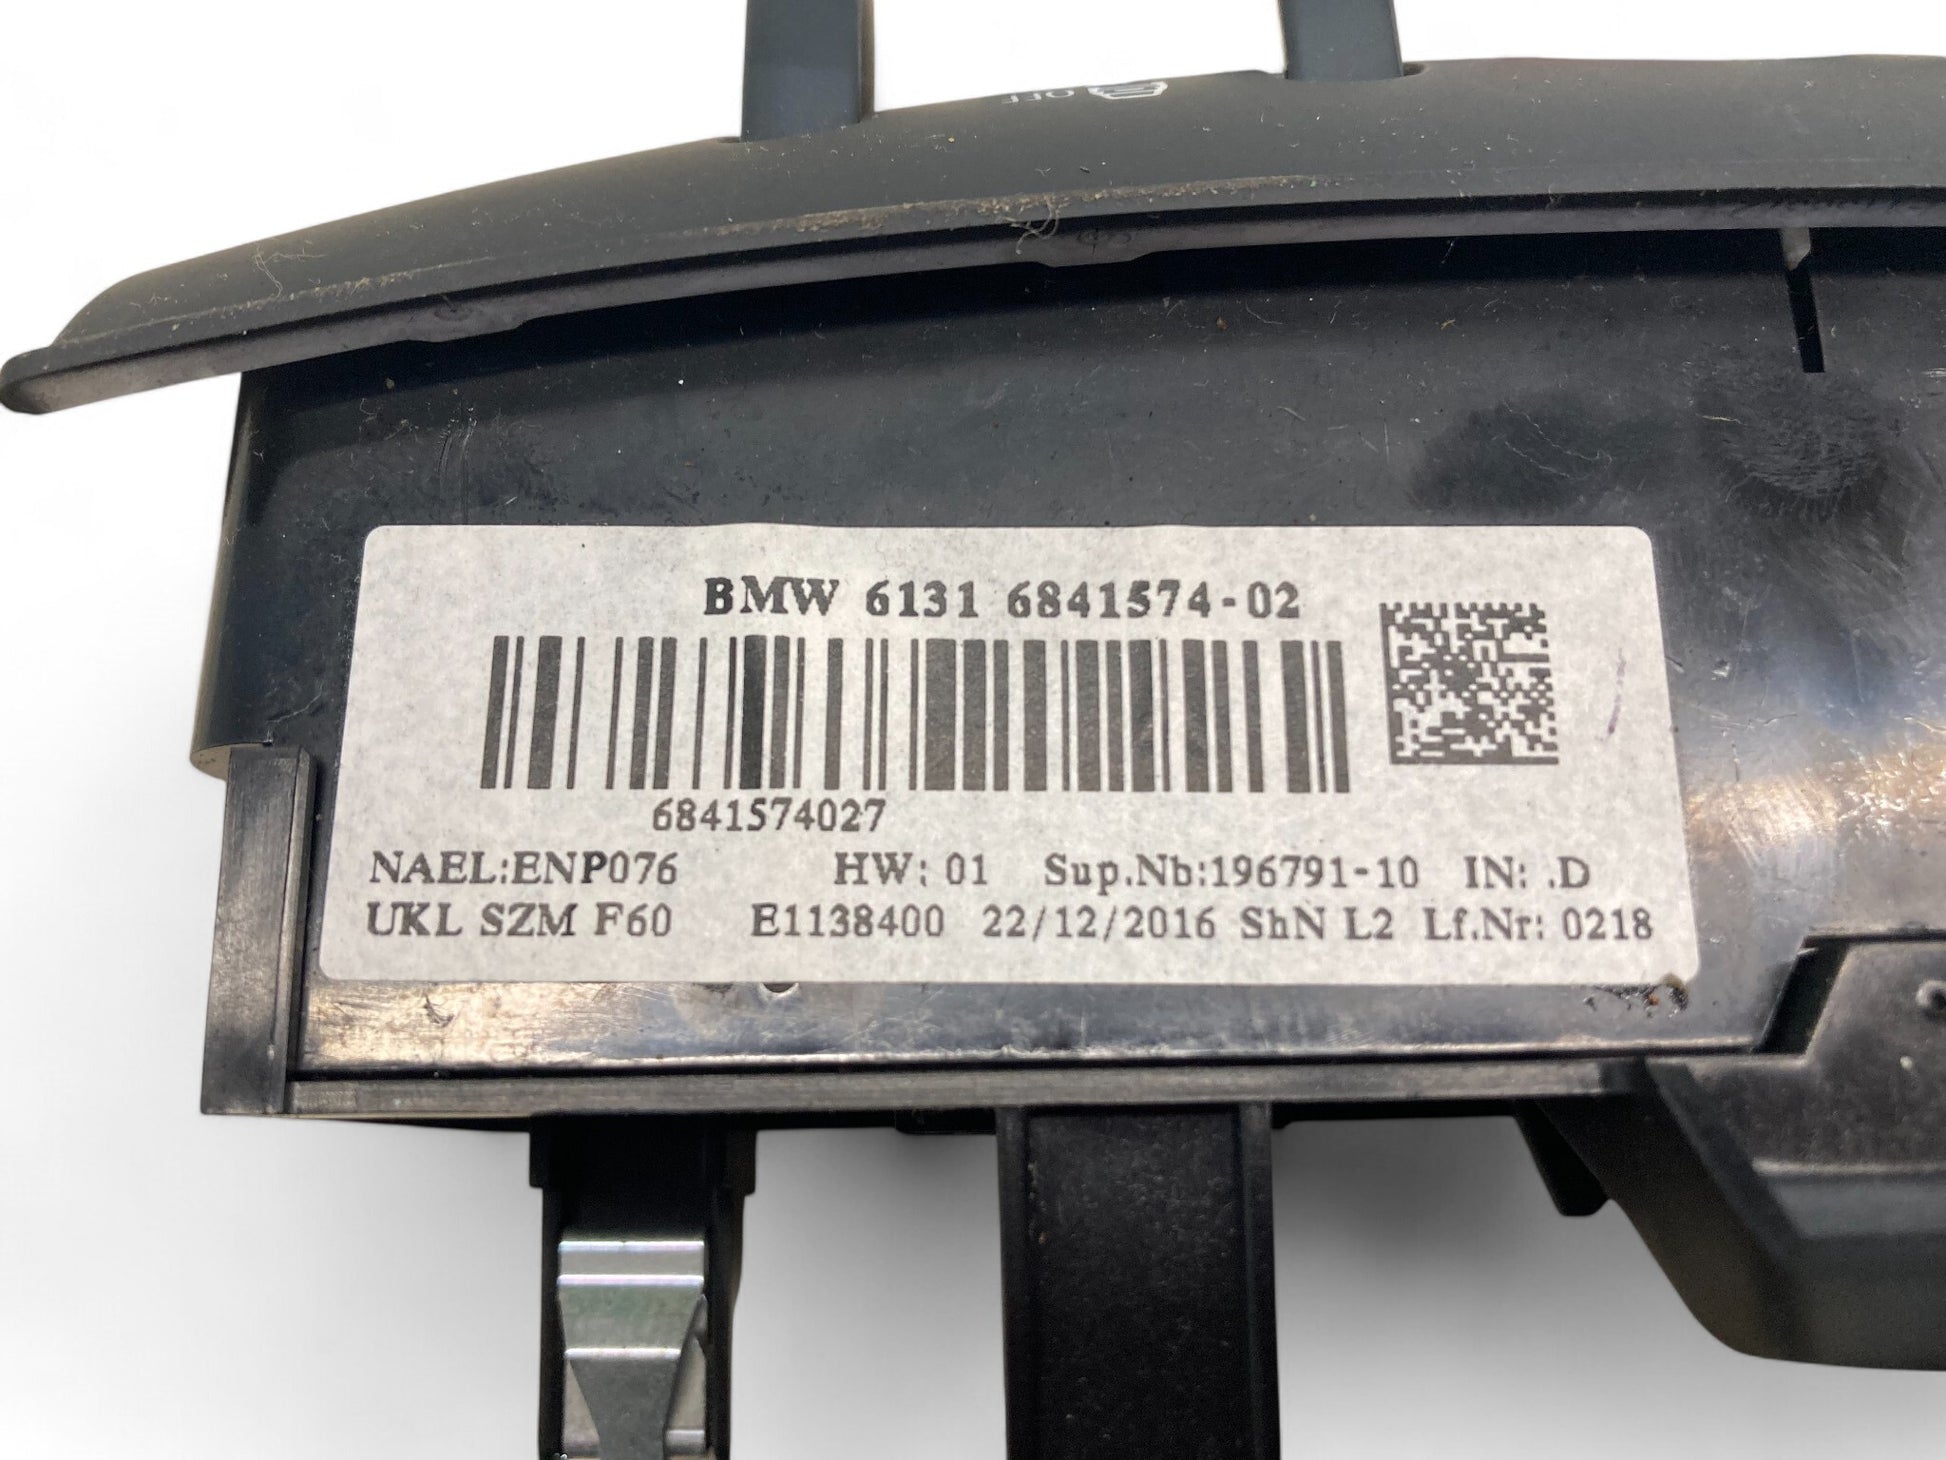 OFF
BMW 6131 6841574-02
6841574027
NAEL:ENP076 HW: 01 Sup.Nb:196791-10 IN: .D
UKL SZM F60 E1138400 22/12/2016 ShN L2 Lf.Nr: 0218